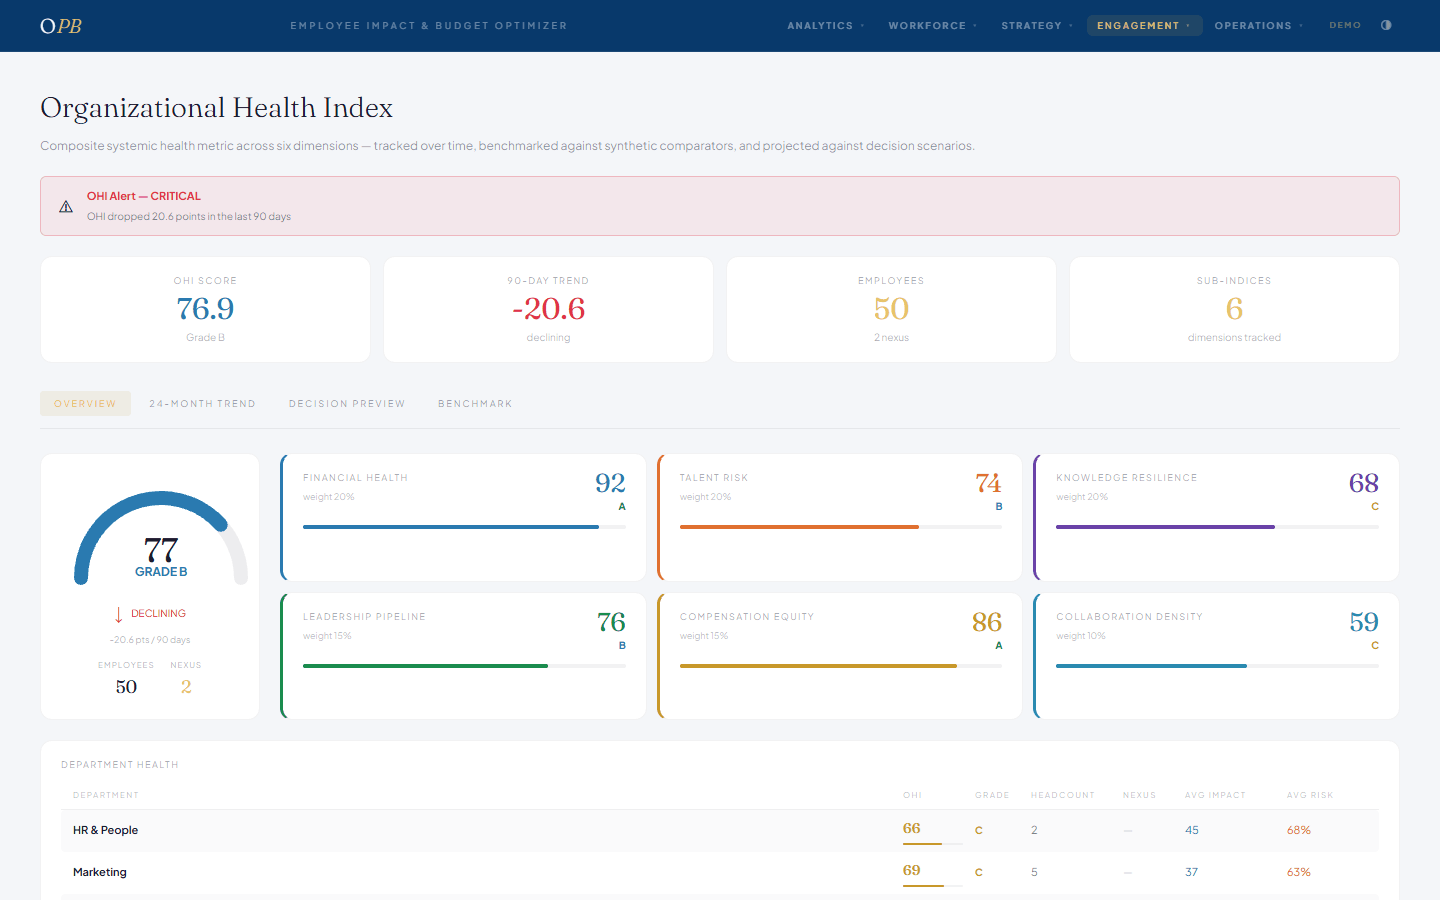 OPB
EMPLOYEE IMPACT & BUDGET OPTIMIZER
ANALYTICS
WORKFORCE
STRATEGY
ENGAGEMENT
OPERATIONS
DEMO
Organizational Health Index
Composite systemic health metric across six dimensions — tracked over time, benchmarked against synthetic comparators, and projected against decision scenarios.
OHI Alert — CRITICAL
OHI dropped 20.6 points in the last 90 days
OHI SCORE
76.9
Grade B
90-DAY TREND
-20.6
declining
EMPLOYEES
50
2 nexus
SUB-INDICES
6
dimensions tracked
OVERVIEW
24-MONTH TREND
DECISION PREVIEW
BENCHMARK
77
GRADE B
↓ DECLINING
-20.6 pts / 90 days
EMPLOYEES NEXUS
50 2
FINANCIAL HEALTH
weight 20%
92
A
TALENT RISK
weight 20%
74
B
KNOWLEDGE RESILIENCE
weight 20%
68
C
LEADERSHIP PIPELINE
weight 15%
76
B
COMPENSATION EQUITY
weight 15%
86
A
COLLABORATION DENSITY
weight 10%
59
C
DEPARTMENT HEALTH
DEPARTMENT OHI GRADE HEADCOUNT NEXUS AVG IMPACT AVG RISK
HR & People 66 C 2 — 45 68%
Marketing 69 C 5 — 37 63%